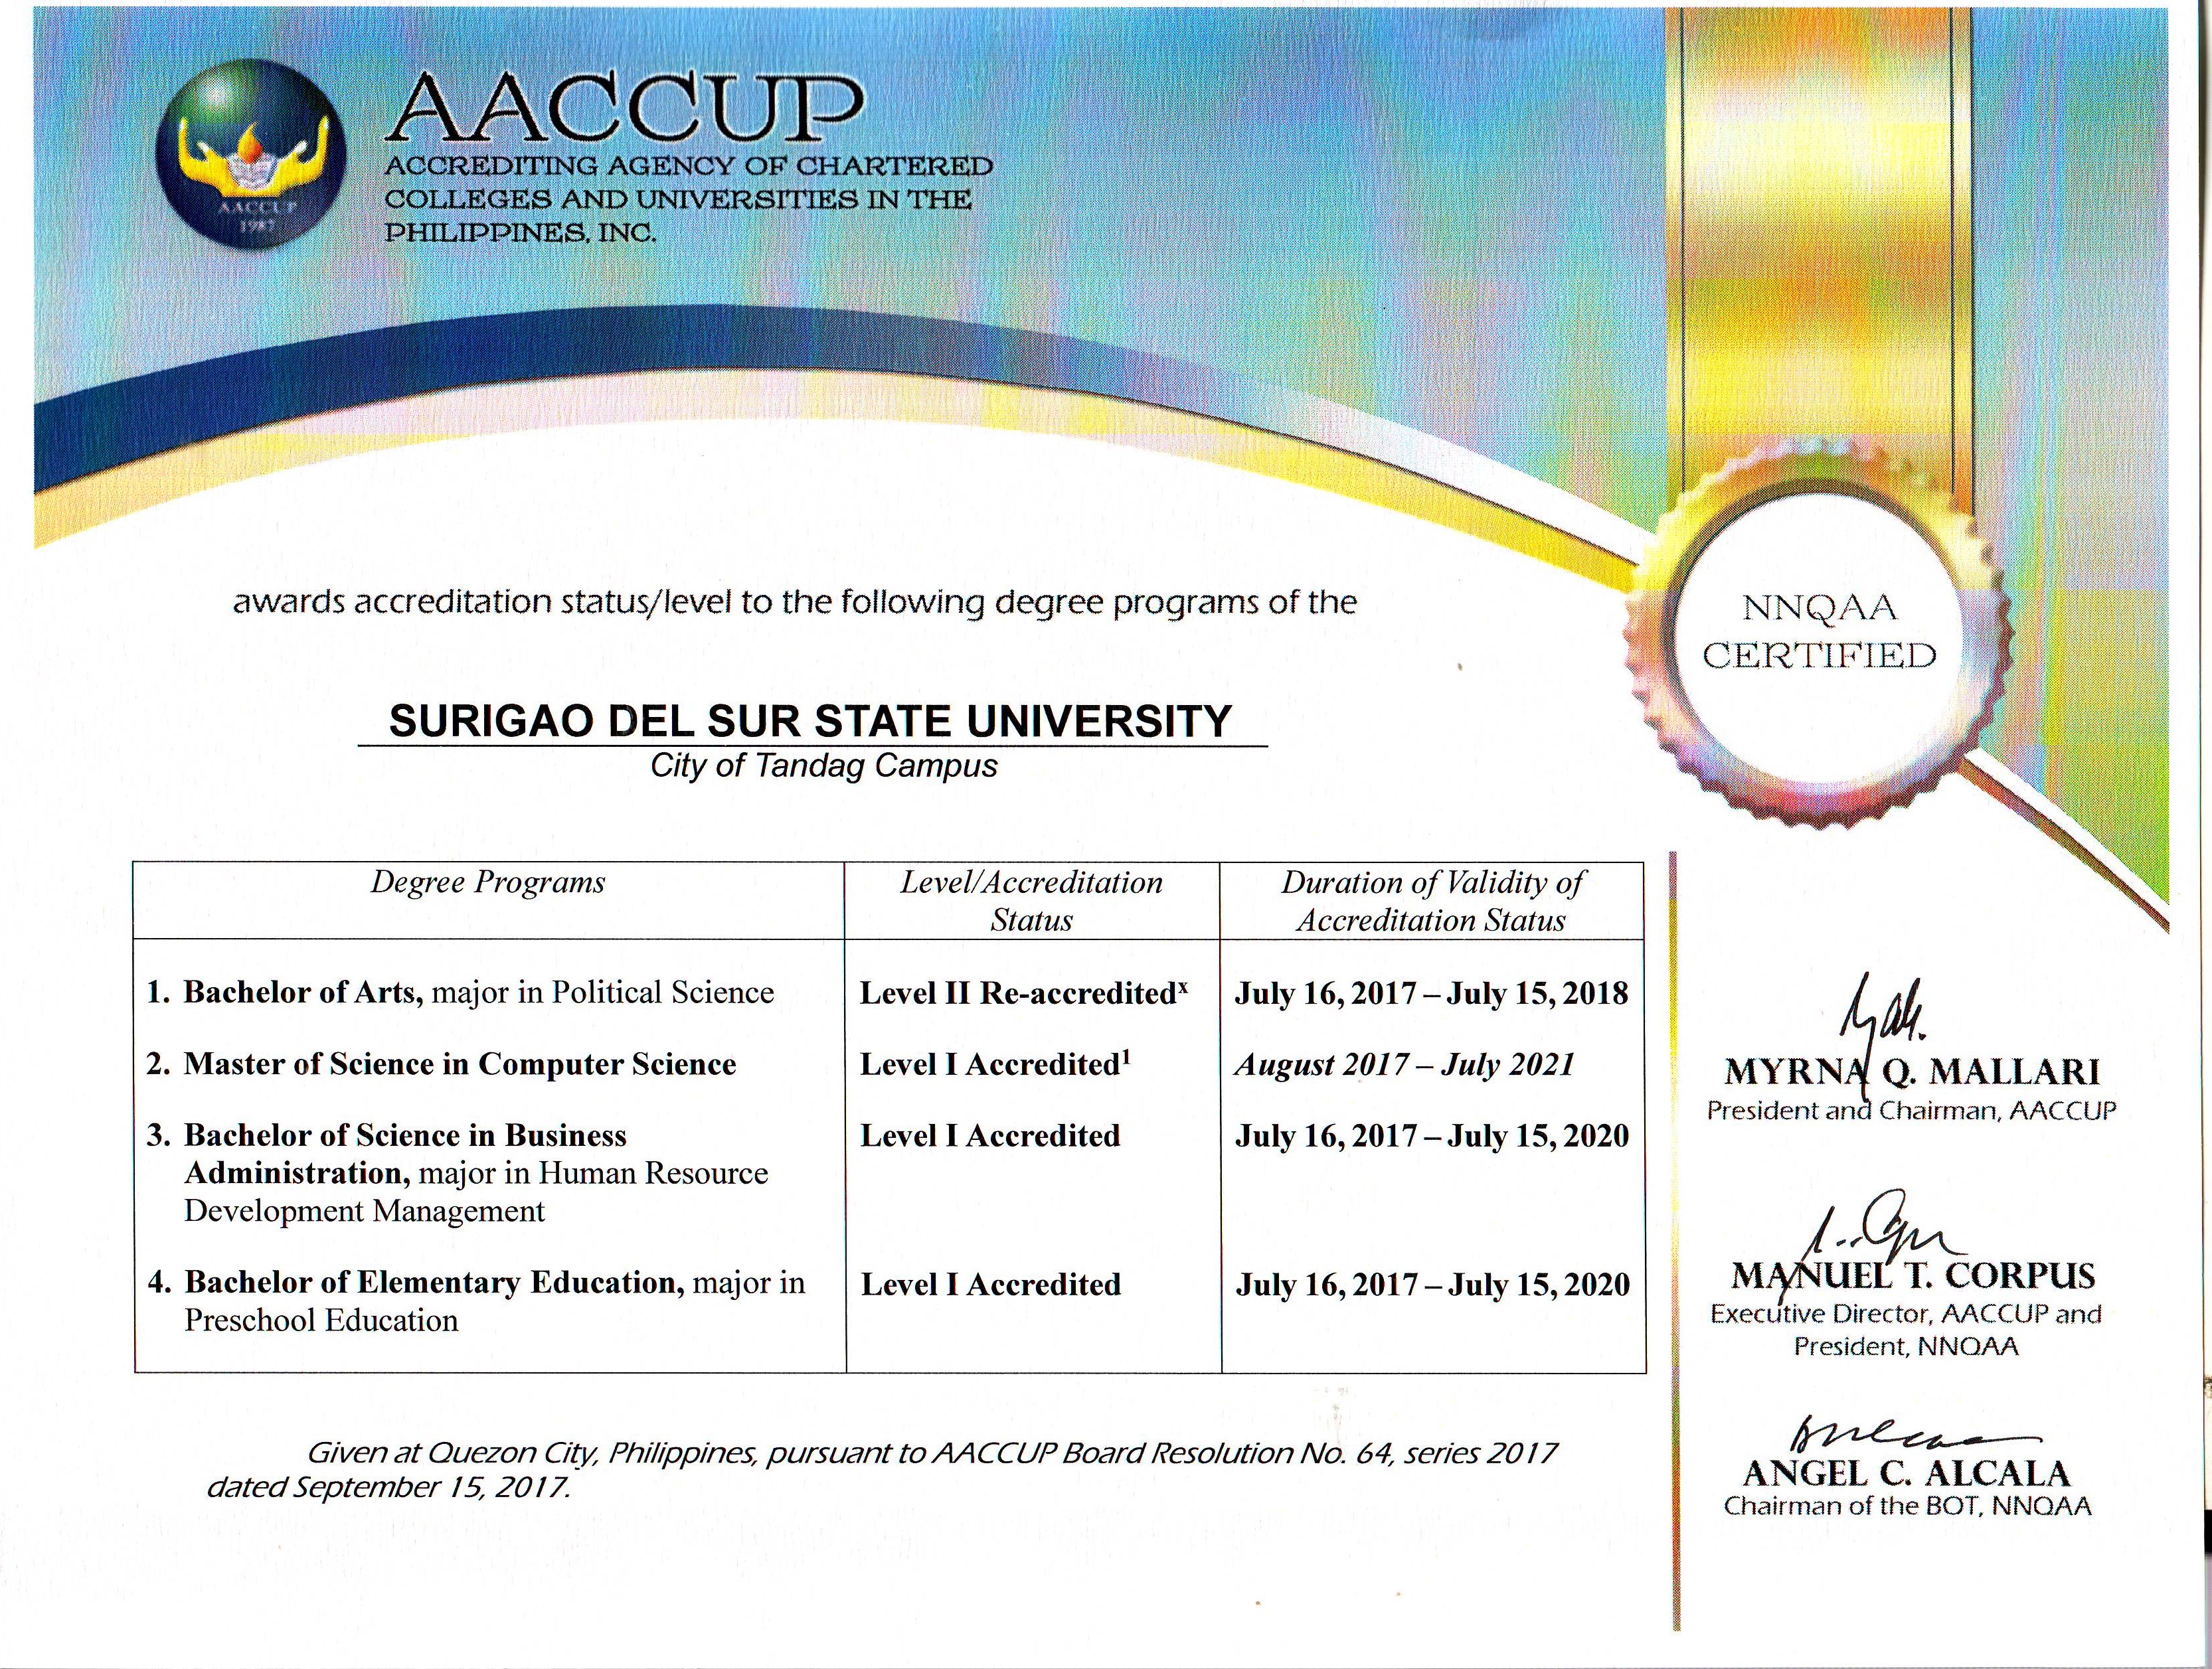 AACCUP
ACCREDITING AGENCY OF CHARTERED
COLLEGES AND UNIVERSITIES IN THE
PHILIPPINES, INC.
AACCUP
1987
awards accreditation status/level to the following degree programs of the
NNQAA
CERTIFIED
SURIGAO DEL SUR STATE UNIVERSITY
City of Tandag Campus
Degree Programs
Level/Accreditation
Status
Duration of Validity of
Accreditation Status
1. Bachelor of Arts, major in Political Science
Level II Re-accreditedˣ
July 16, 2017 – July 15, 2018
2. Master of Science in Computer Science
Level I Accredited¹
August 2017 – July 2021
3. Bachelor of Science in Business
Administration, major in Human Resource
Development Management
Level I Accredited
July 16, 2017 – July 15, 2020
4. Bachelor of Elementary Education, major in
Preschool Education
Level I Accredited
July 16, 2017 – July 15, 2020
Given at Quezon City, Philippines, pursuant to AACCUP Board Resolution No. 64, series 2017
dated September 15, 2017.
MYRNA Q. MALLARI
President and Chairman, AACCUP
MANUEL T. CORPUS
Executive Director, AACCUP and
President, NNQAA
ANGEL C. ALCALA
Chairman of the BOT, NNQAA